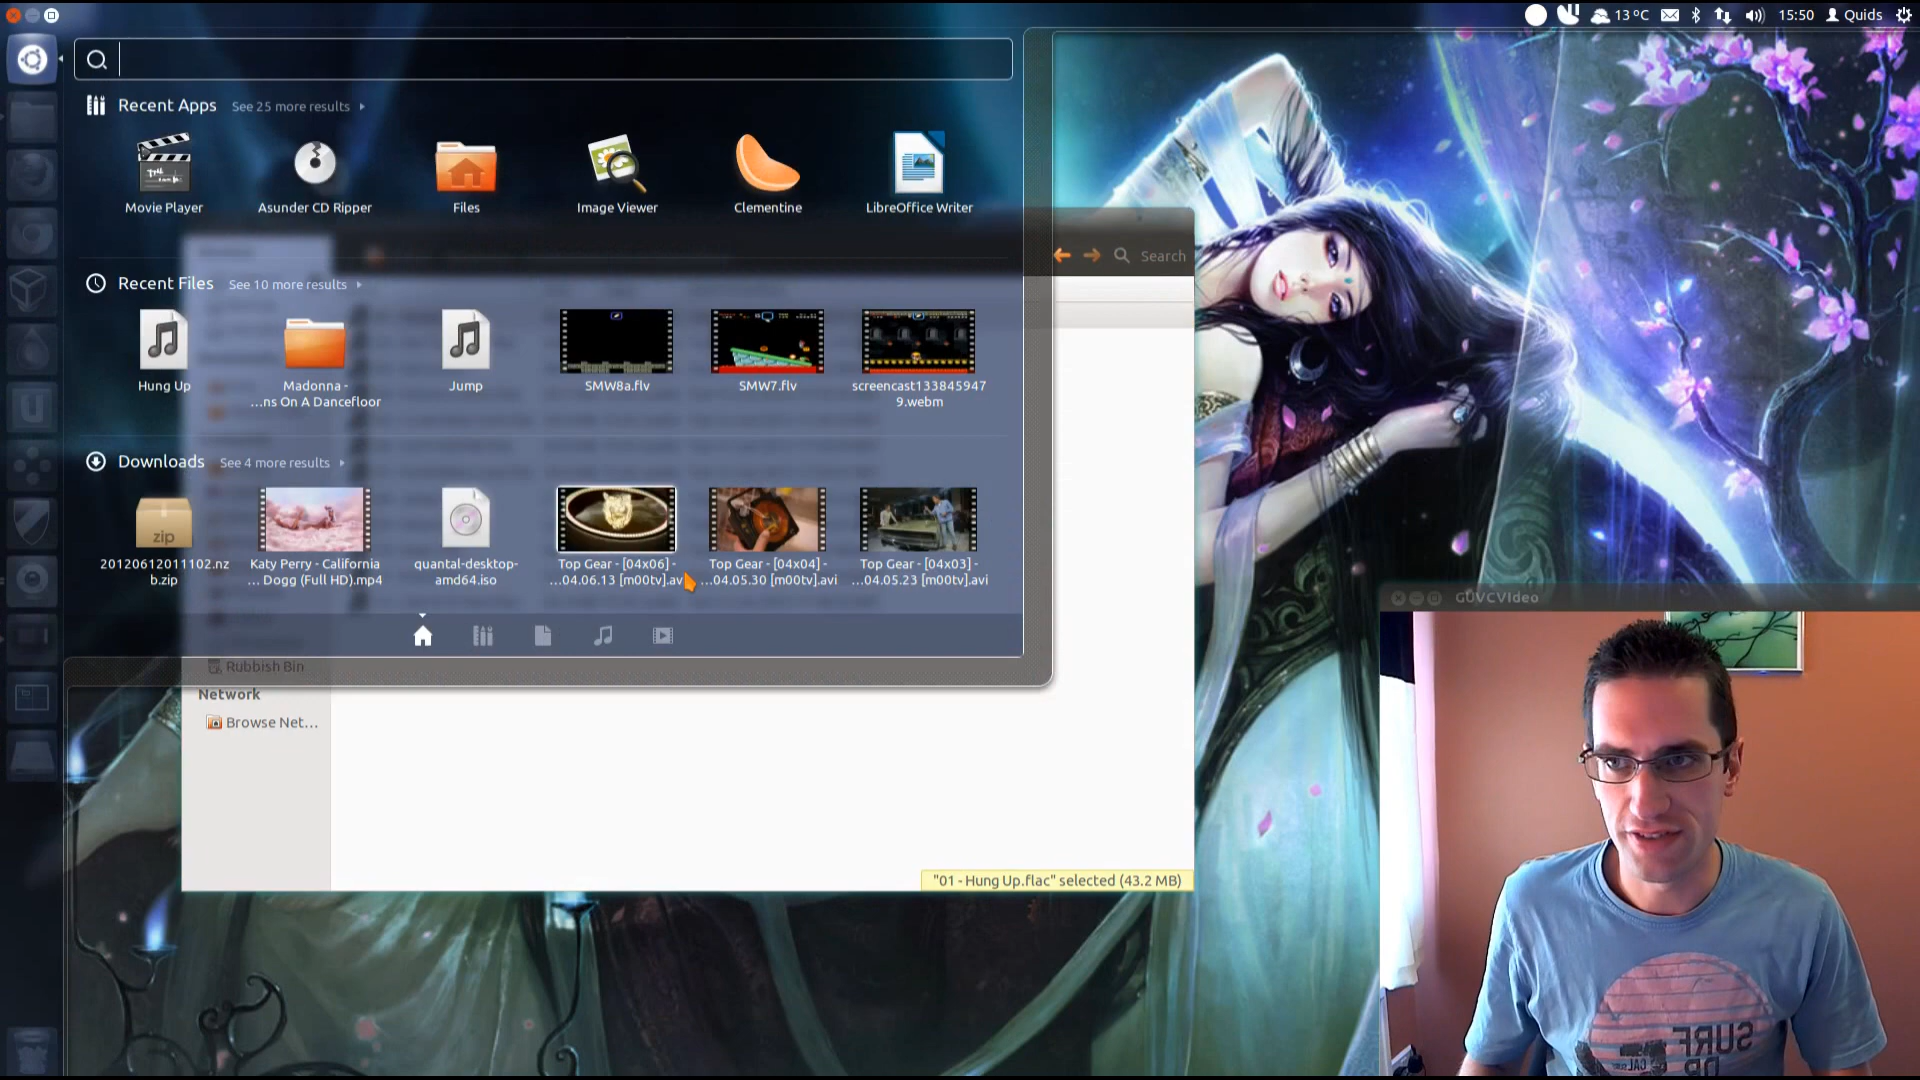 13 °C
15:50
Quids
Recent Apps
See 25 more results
Movie Player
Asunder CD Ripper
Files
Image Viewer
Clementine
LibreOffice Writer
Search
Recent Files
See 10 more results
Hung Up
Madonna -
...ns On A Dancefloor
Jump
SMW8a.flv
SMW7.flv
screencast133845947
9.webm
Downloads
See 4 more results
zip
20120612011102.nz
b.zip
Katy Perry - California
... Dogg (Full HD).mp4
quantal-desktop-
amd64.iso
Top Gear - [04x06] -
...04.06.13 [m00tv].avi
Top Gear - [04x04] -
...04.05.30 [m00tv].avi
Top Gear - [04x03] -
...04.05.23 [m00tv].avi
GUVCVideo
Rubbish Bin
Network
Browse Net...
"01 - Hung Up.flac" selected (43.2 MB)
SURF